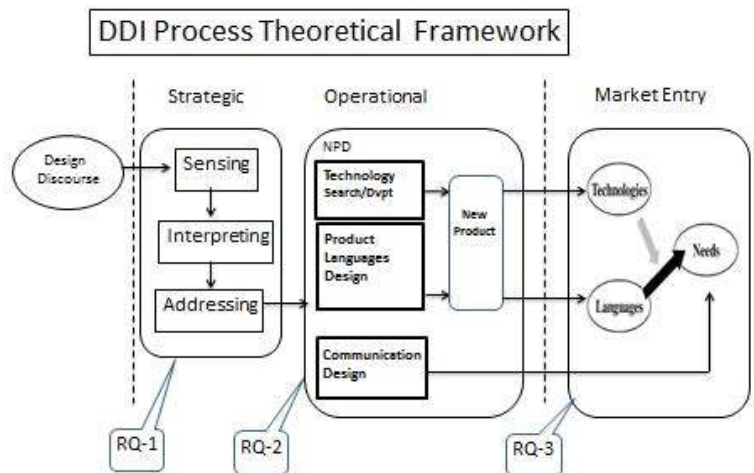 DDI Process Theoretical Framework
Strategic
Operational
Market Entry
Design
Discourse
Sensing
Interpreting
Addressing
NPD
Technology
Search/Dvpt
Product
Languages
Design
New
Product
Communication
Design
Technologies
Needs
Languages
RQ-1
RQ-2
RQ-3